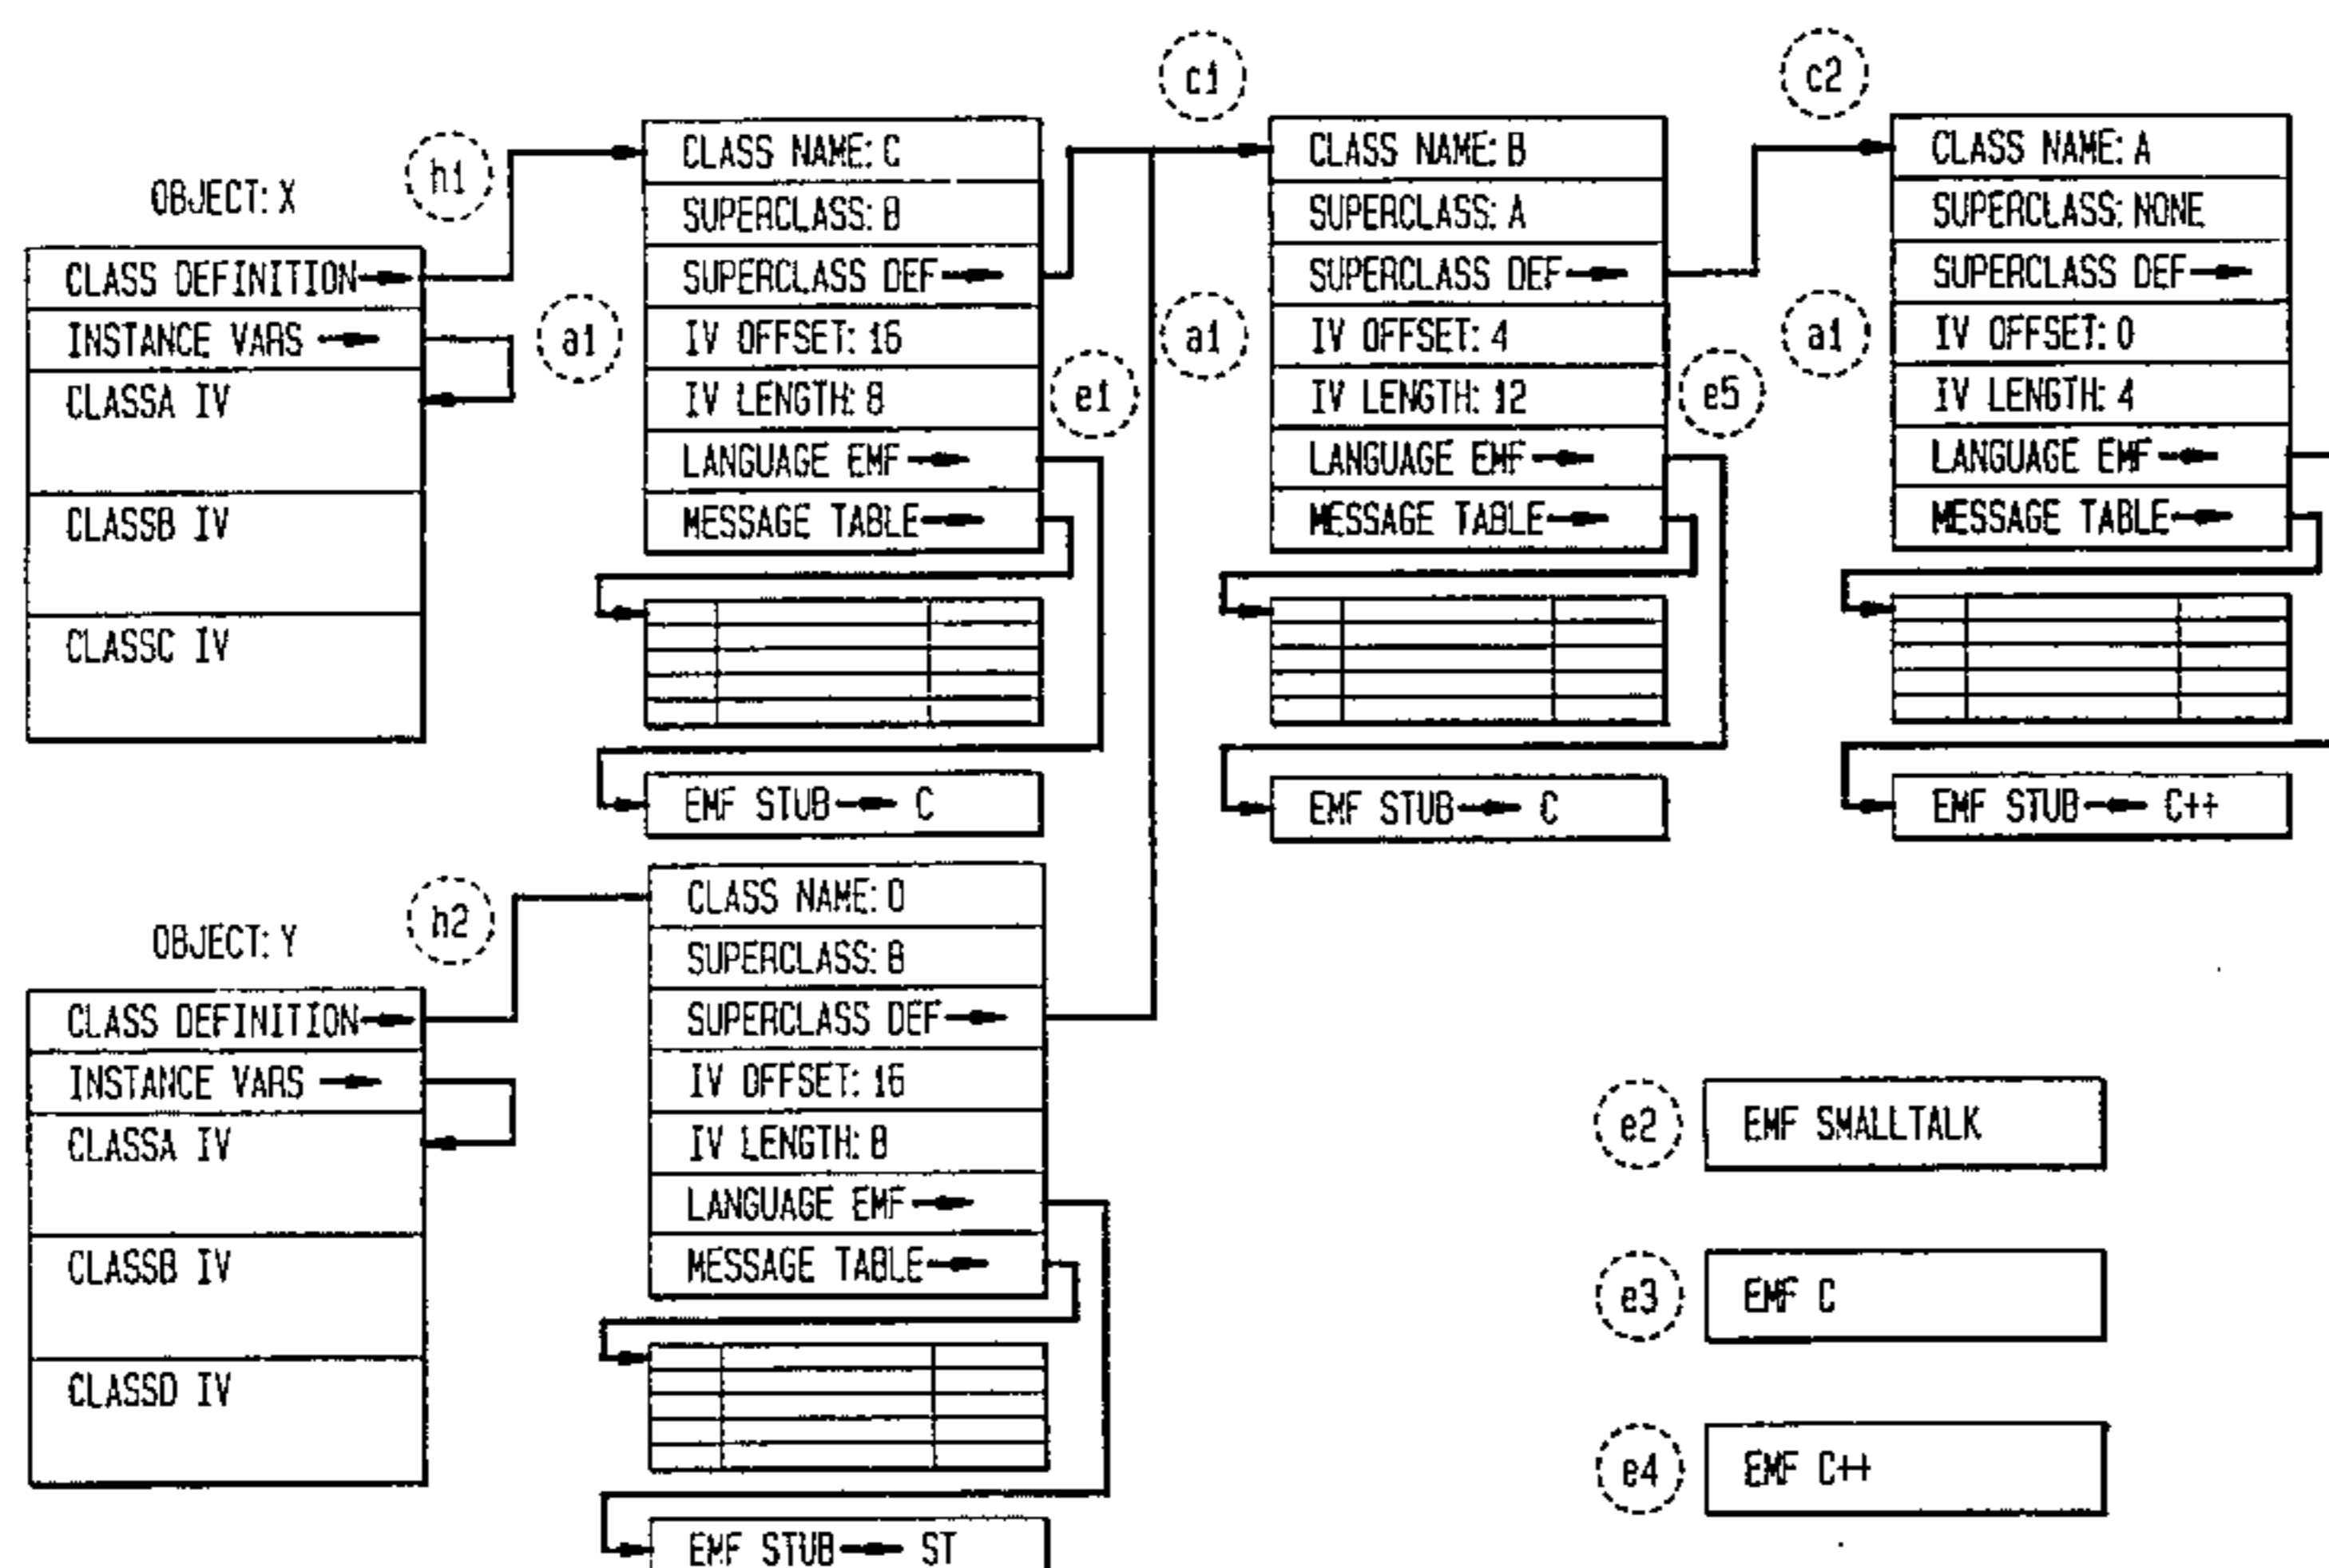 OBJECT: X
h1
CLASS DEFINITION
INSTANCE VARS
CLASSA IV
CLASSB IV
CLASSC IV
a1
CLASS NAME: C
SUPERCLASS: B
SUPERCLASS DEF
IV OFFSET: 16
IV LENGTH: 8
LANGUAGE EMF
MESSAGE TABLE
EMF STUB C
e1
c1
a1
CLASS NAME: B
SUPERCLASS: A
SUPERCLASS DEF
IV OFFSET: 4
IV LENGTH: 12
LANGUAGE EMF
MESSAGE TABLE
EMF STUB C
e5
c2
a1
CLASS NAME: A
SUPERCLASS: NONE
SUPERCLASS DEF
IV OFFSET: 0
IV LENGTH: 4
LANGUAGE EMF
MESSAGE TABLE
EMF STUB C++
OBJECT: Y
h2
CLASS DEFINITION
INSTANCE VARS
CLASSA IV
CLASSB IV
CLASSD IV
CLASS NAME: D
SUPERCLASS: B
SUPERCLASS DEF
IV OFFSET: 16
IV LENGTH: 8
LANGUAGE EMF
MESSAGE TABLE
EMF STUB ST
e2
EMF SMALLTALK
e3
EMF C
e4
EMF C++